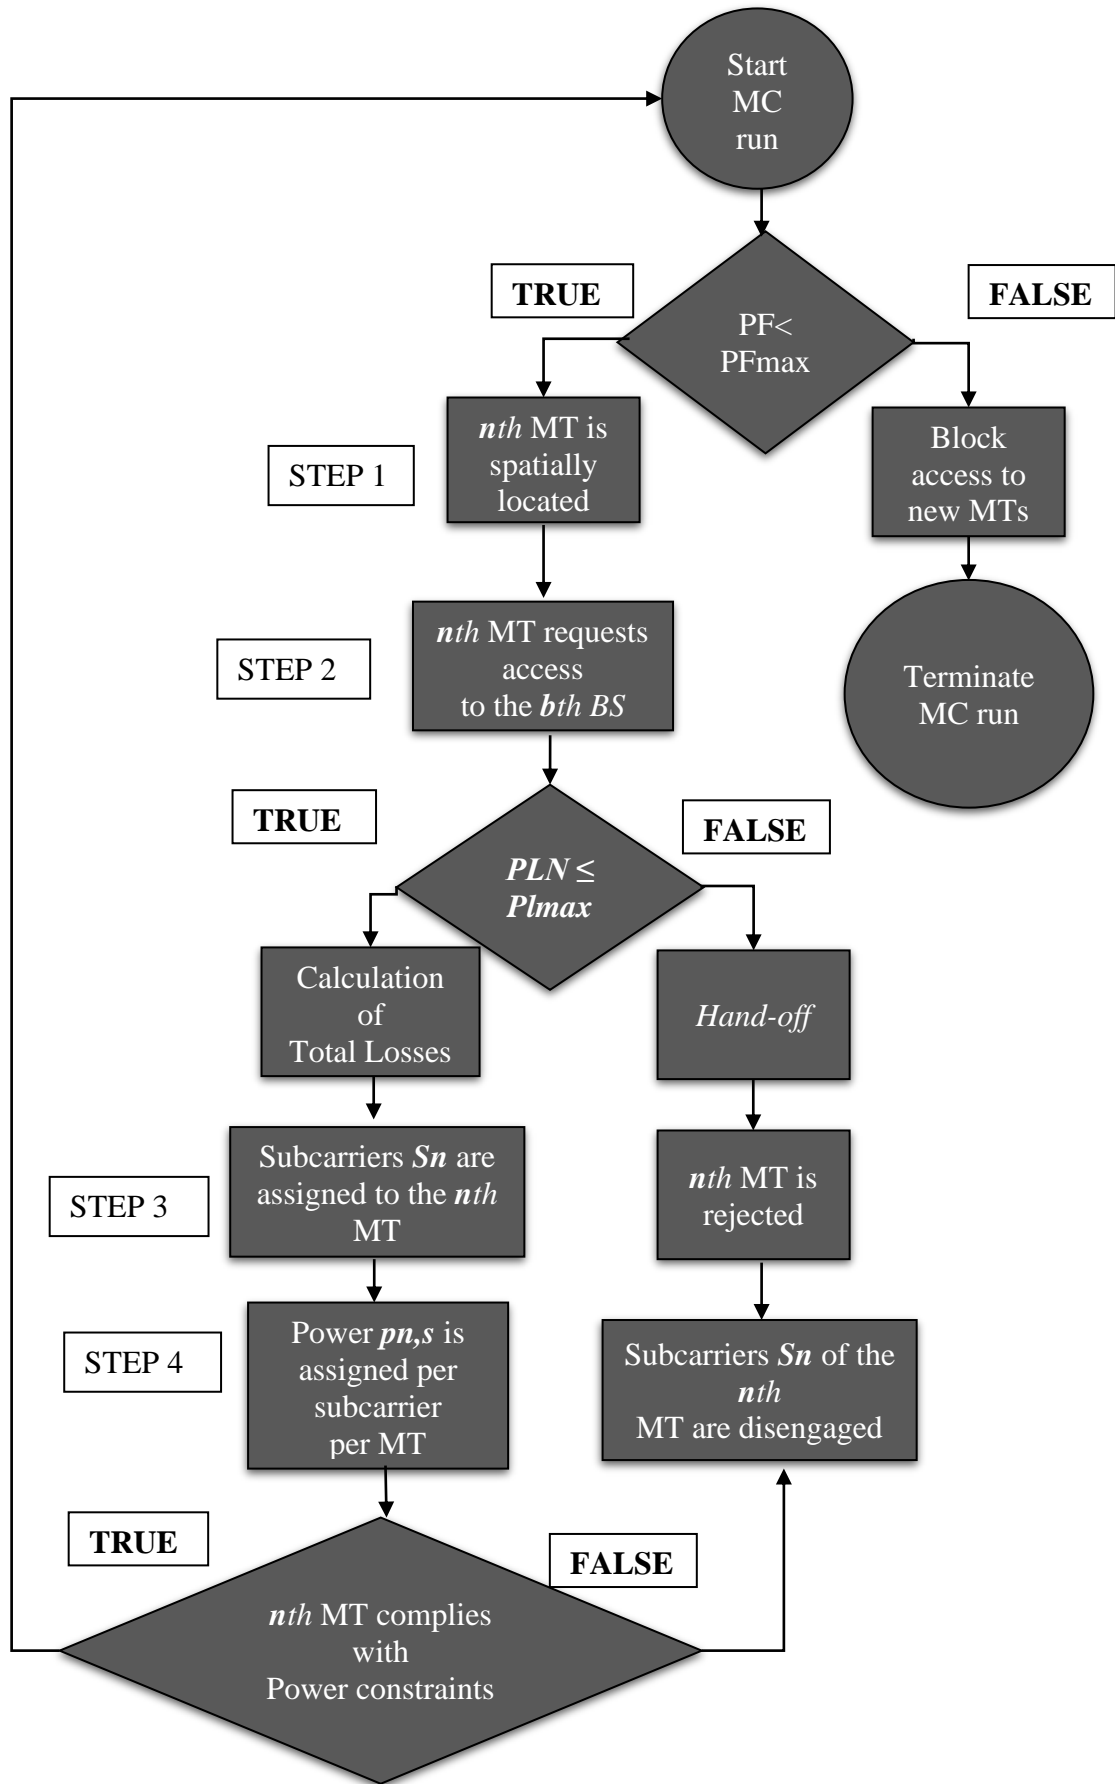 Start
MC
run
TRUE
FALSE
PF<
PFmax
STEP 1
nth MT is
spatially
located
Block
access to
new MTs
STEP 2
nth MT requests
access
to the bth BS
Terminate
MC run
TRUE
FALSE
PLN ≤
Plmax
Calculation
of
Total Losses
Hand-off
STEP 3
Subcarriers Sn are
assigned to the nth
MT
nth MT is
rejected
STEP 4
Power pn,s is
assigned per
subcarrier
per MT
Subcarriers Sn of the
nth
MT are disengaged
TRUE
FALSE
nth MT complies
with
Power constraints